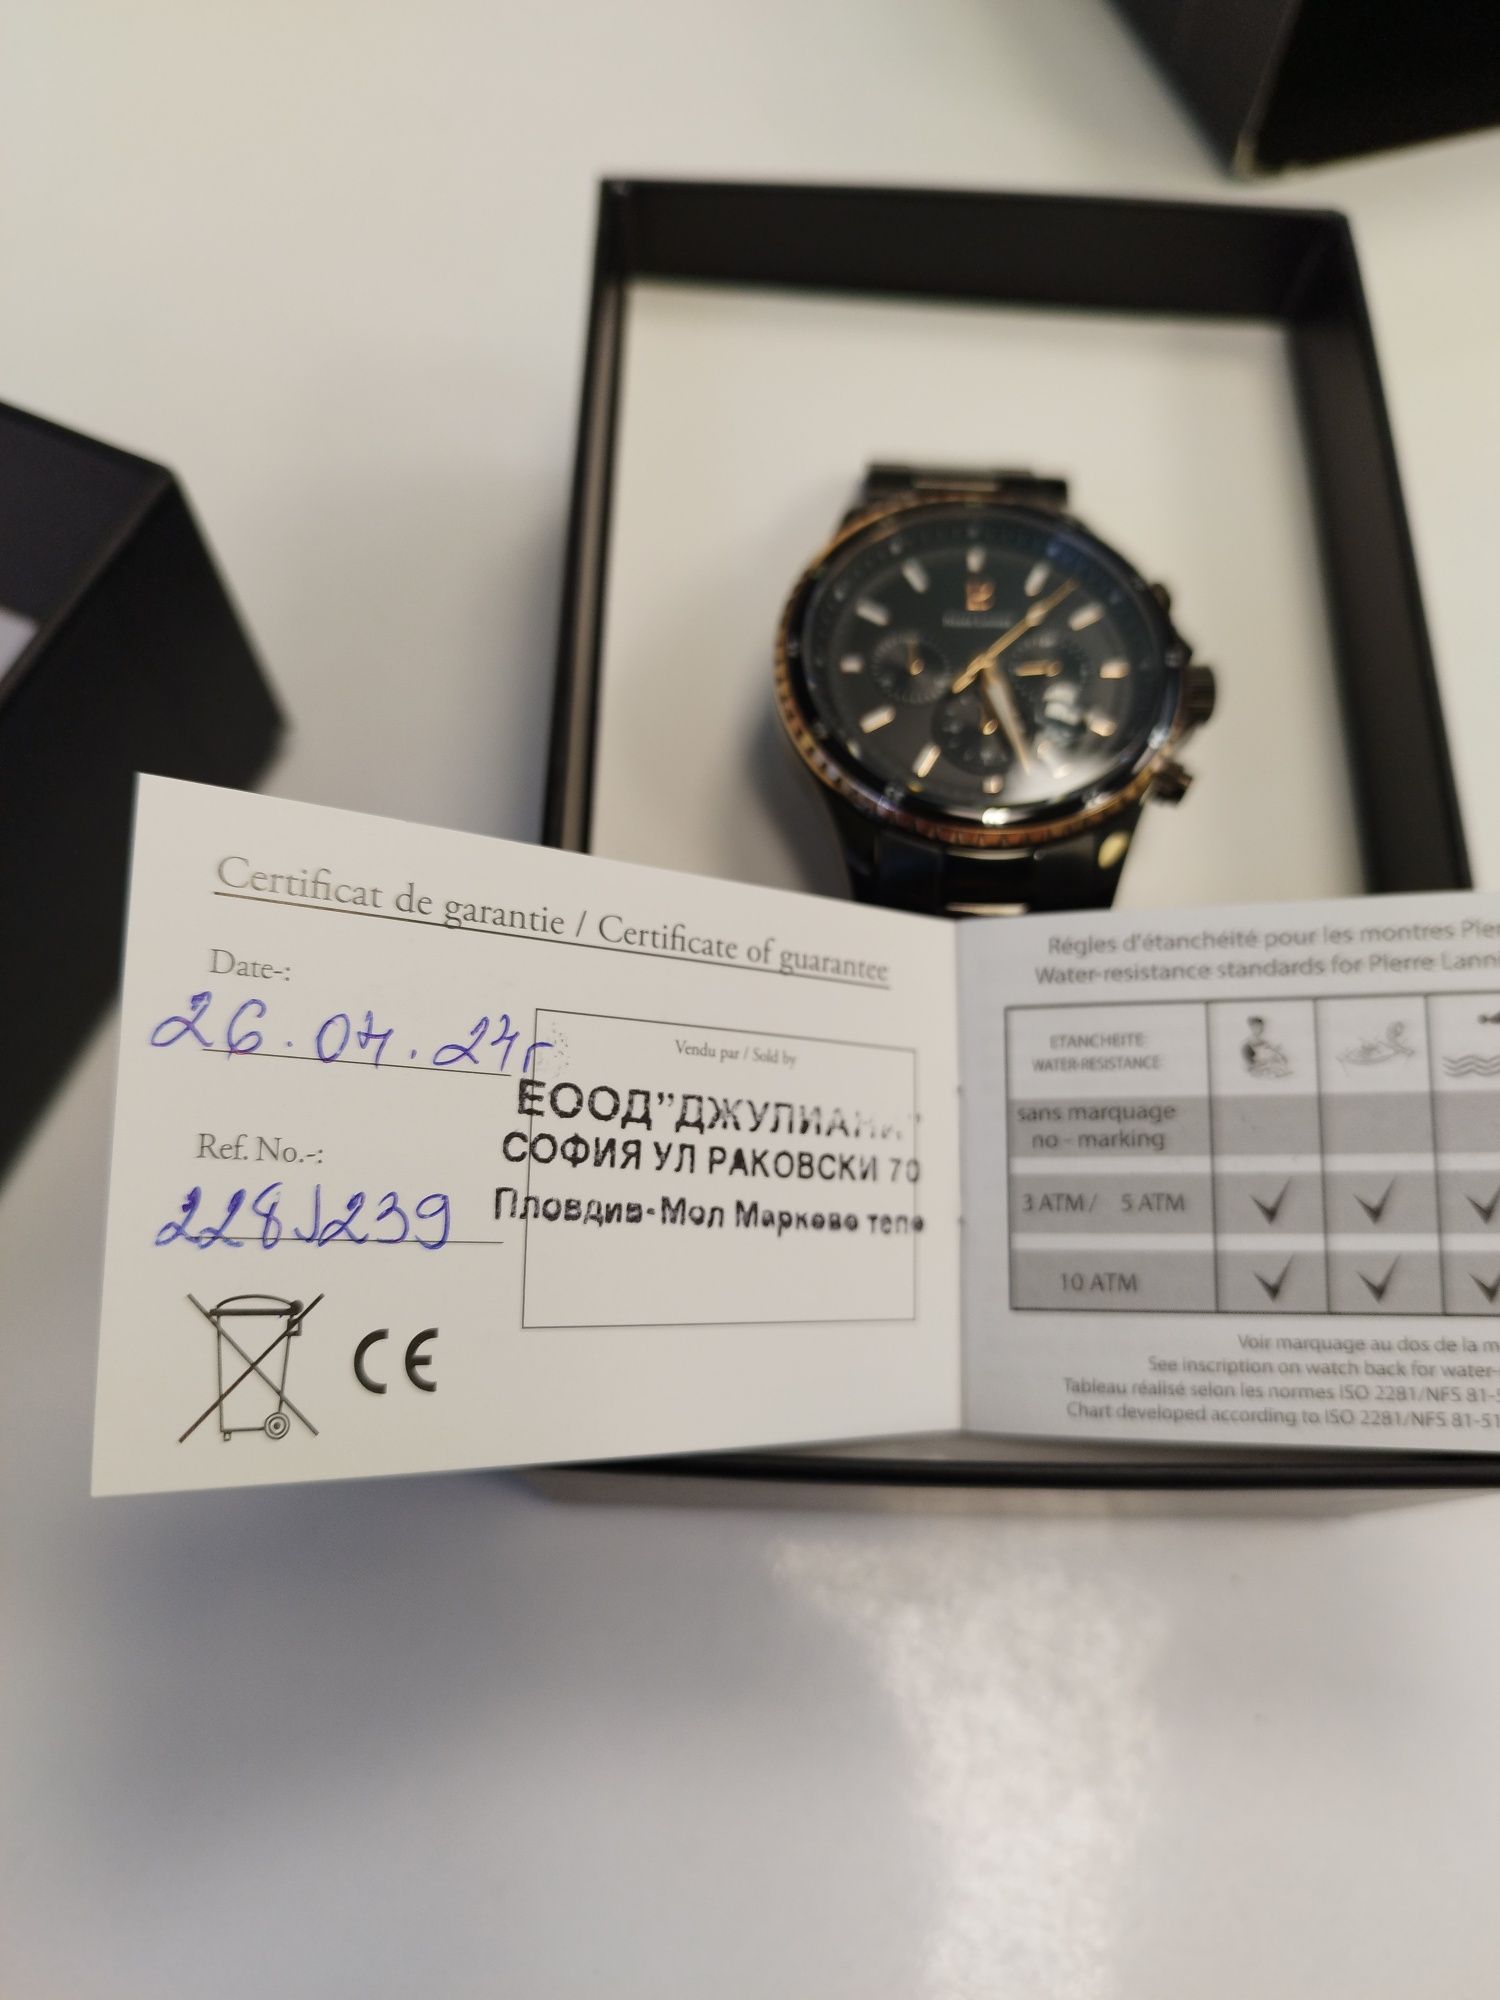 Certificat de garantie / Certificate of guarantee
Date-:
26.04.24г
Vendu par / Sold by
ЕООД"ДЖУЛИАНА"
СОФИЯ УЛ РАКОВСКИ 70
Пловдив-Мол Марково тепе
Ref. No.-:
228J239
CE
Régles d'étanchéité pour les montres
Water-resistance standards for Pierre
ETANCHEITE
WATER-RESISTANCE
sans marquage
no - marking
3 ATM / 5 ATM
10 ATM
Voir marquage au dos de la
See inscription on watch back for water-
Tableau réalisé selon les normes ISO 2281/NFS
Chart developed according to ISO 2281/NFS